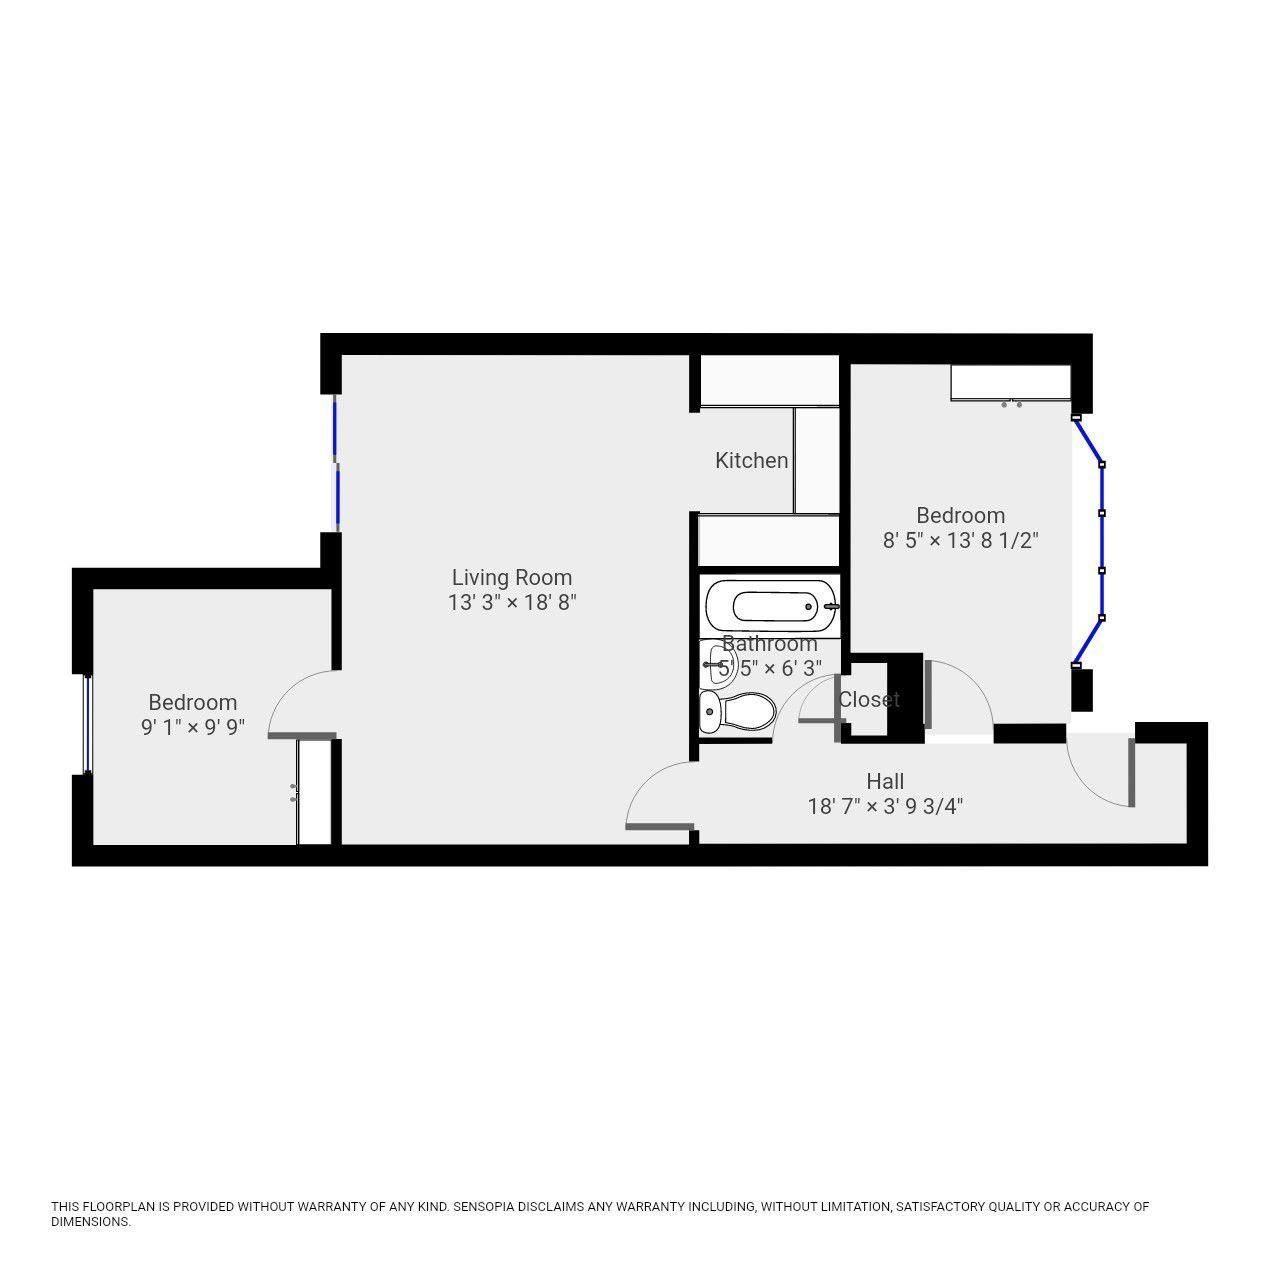 Kitchen
Bedroom
8' 5" × 13' 8 1/2"
Living Room
13' 3" × 18' 8"
Bathroom
5' 5" × 6' 3"
Bedroom
9' 1" × 9' 9"
Closet
Hall
18' 7" × 3' 9 3/4"
THIS FLOORPLAN IS PROVIDED WITHOUT WARRANTY OF ANY KIND. SENSOPIA DISCLAIMS ANY WARRANTY INCLUDING, WITHOUT LIMITATION, SATISFACTORY QUALITY OR ACCURACY OF
DIMENSIONS.